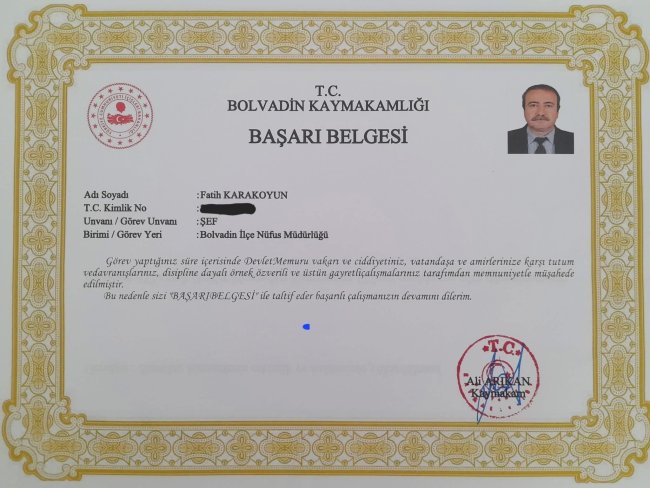 T.C.
BOLVADİN KAYMAKAMLIĞI
BAŞARI BELGESİ
Adı Soyadı : Fatih KARAKOYUN
T.C. Kimlik No :
Unvanı / Görev Unvanı : ŞEF
Birimi / Görev Yeri : Bolvadin İlçe Nüfus Müdürlüğü
Görev yaptığınız süre içerisinde DevletMemuru vakarı ve ciddiyetiniz, vatandaşa ve amirlerinize karşı tutum
vedavranışlarınız, disipline dayalı örnek özverili ve üstün gayretliçalışmalarınız tarafımdan memnuniyetle müşahede
edilmiştir.
Bu nedenle sizi "BAŞARIBELGESİ" ile taltif eder başarılı çalışmanızın devamını dilerim.
T.C.
Ali ARIKAN
Kaymakam